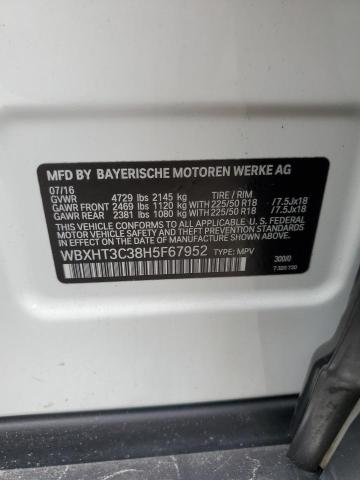 MFD BY BAYERISCHE MOTOREN WERKE AG
07/16 TIRE / RIM
GVWR 4729 lbs 2145 kg
GAWR FRONT 2469 lbs 1120 kg WITH 225/50 R18 /7.5Jx18
GAWR REAR 2381 lbs 1080 kg WITH 225/50 R18 /7.5Jx18
THIS VEHICLE CONFORMS TO ALL APPLICABLE U. S. FEDERAL
MOTOR VEHICLE SAFETY, BUMPER, AND THEFT PREVENTION
STANDARDS IN EFFECT ON THE DATE OF MANUFACTURE SHOWN ABOVE.
WBXHT3C38H5F67952 TYPE: MPV
300/0